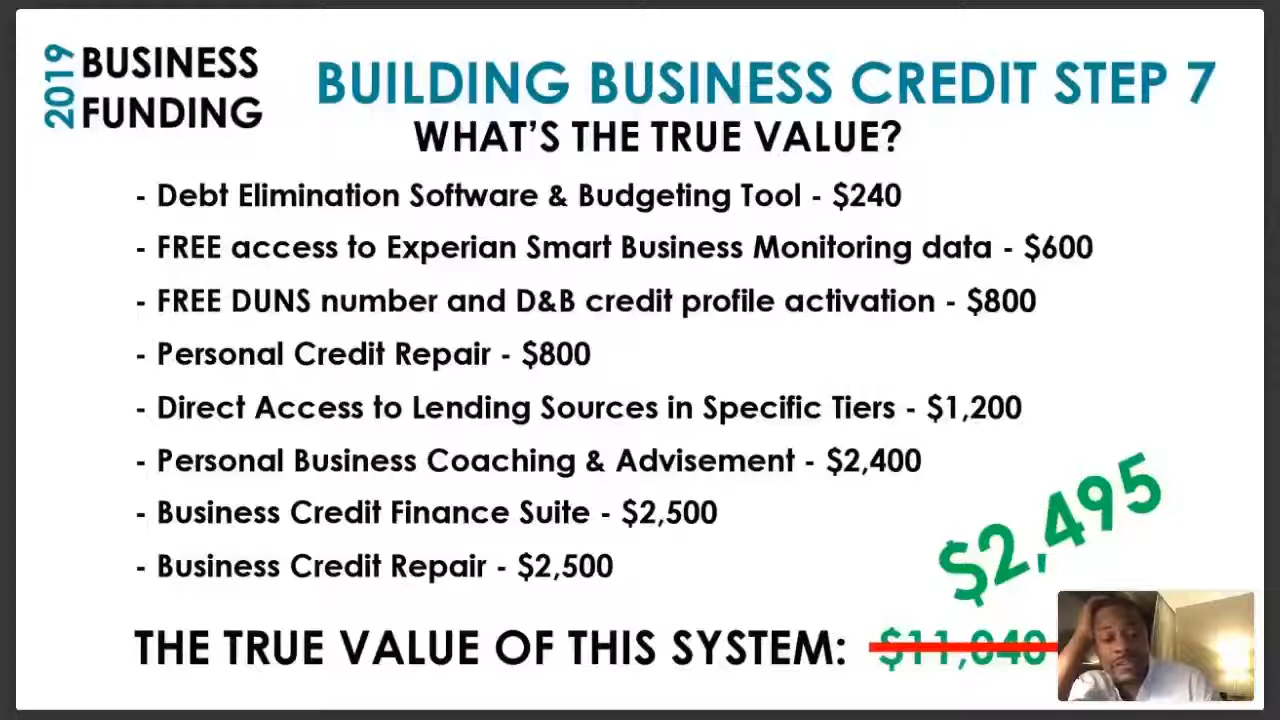 2019
BUSINESS
FUNDING
BUILDING BUSINESS CREDIT STEP 7
WHAT'S THE TRUE VALUE?
- Debt Elimination Software & Budgeting Tool - $240
- FREE access to Experian Smart Business Monitoring data - $600
- FREE DUNS number and D&B credit profile activation - $800
- Personal Credit Repair - $800
- Direct Access to Lending Sources in Specific Tiers - $1,200
- Personal Business Coaching & Advisement - $2,400
- Business Credit Finance Suite - $2,500
- Business Credit Repair - $2,500
$2,495
THE TRUE VALUE OF THIS SYSTEM: $11,040